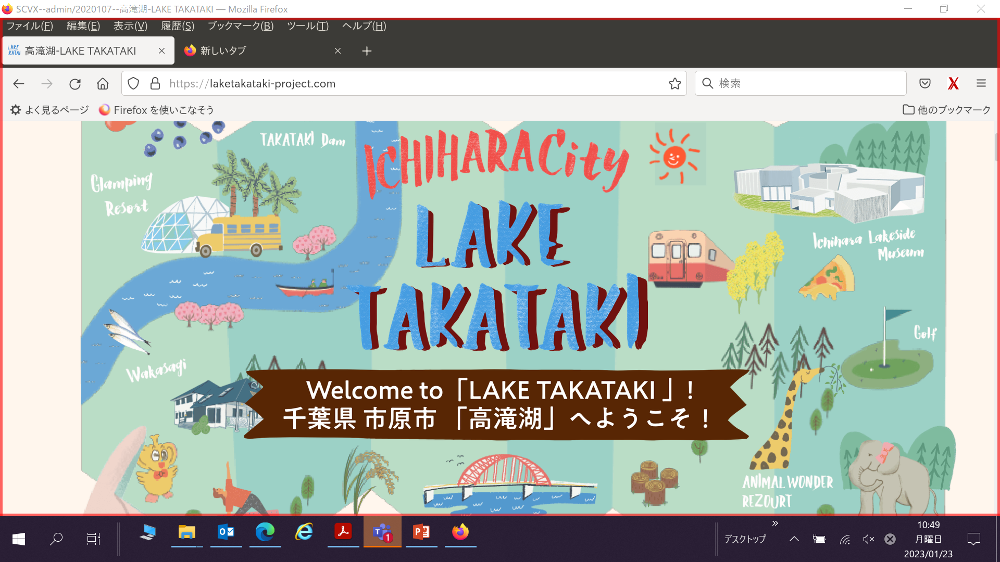 SCVX--admin/2020107--高滝湖-LAKE TAKATAKI — Mozilla Firefox
ファイル(F) 編集(E) 表示(V) 履歴(S) ブックマーク(B) ツール(T) ヘルプ(H)
LAKE TAKATAKI 高滝湖-LAKE TAKATAKI 新しいタブ
https://laketakataki-project.com 検索
よく見るページ Firefox を使いこなそう 他のブックマーク
TAKATAKI Dam
ICHIHARA City
Glamping
Resort
LAKE
TAKATAKI
Ichihara Lakeside
Museum
Golf
Wakasagi
Welcome to「LAKE TAKATAKI 」!
千葉県 市原市 「高滝湖」へようこそ！
ANIMAL WONDER
REZOURT
デスクトップ
10:49
月曜日
2023/01/23
1